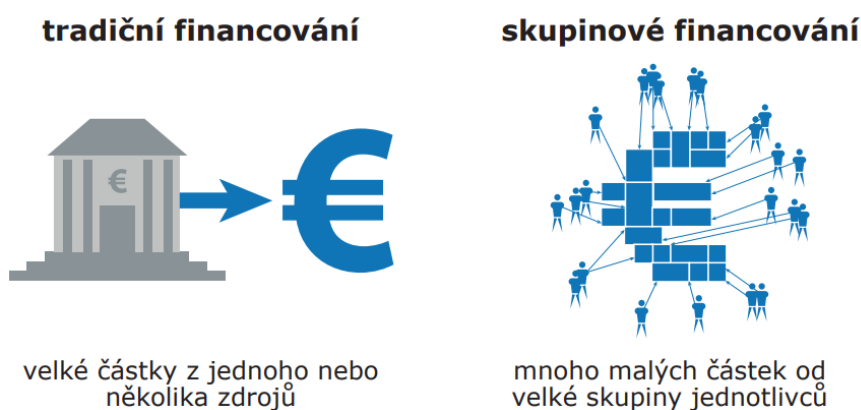 tradiční financování
€
€
velké částky z jednoho nebo
několika zdrojů
skupinové financování
mnoho malých částek od
velké skupiny jednotlivců